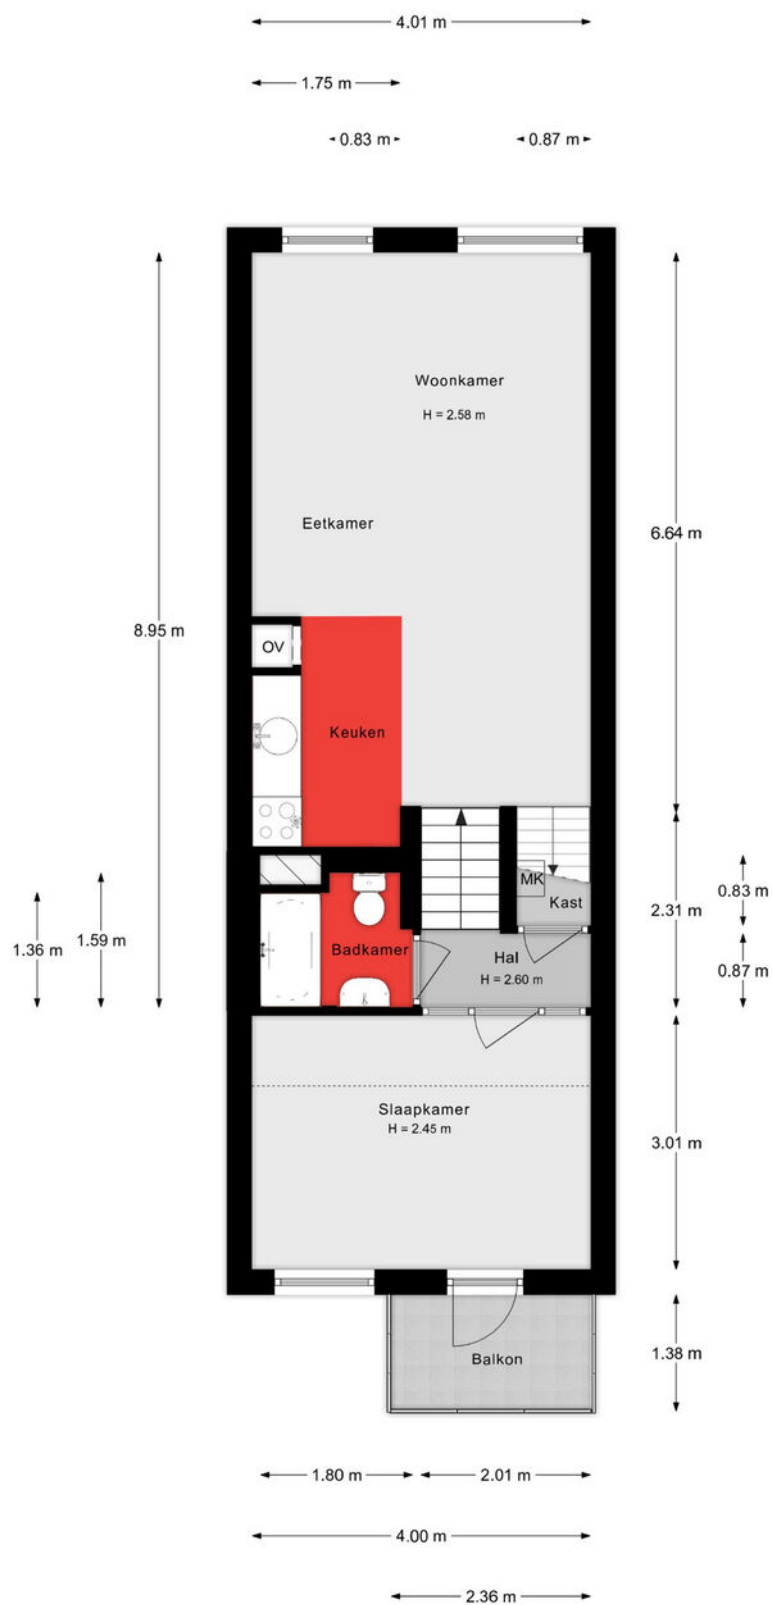 4.01 m
1.75 m
0.83 m
0.87 m
Woonkamer
H = 2.58 m
Eetkamer
6.64 m
8.95 m
OV
Keuken
MK
Kast
0.83 m
2.31 m
1.36 m
1.59 m
Badkamer
Hal
H = 2.60 m
0.87 m
Slaapkamer
H = 2.45 m
3.01 m
Balkon
1.38 m
1.80 m
2.01 m
4.00 m
2.36 m